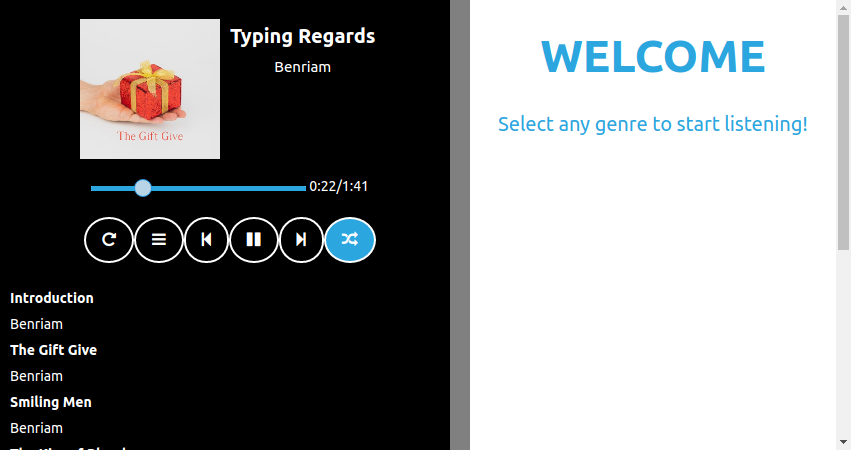 Typing Regards
Benriam
The Gift Give
0:22/1:41
Introduction
Benriam
The Gift Give
Benriam
Smiling Men
Benriam
WELCOME
Select any genre to start listening!